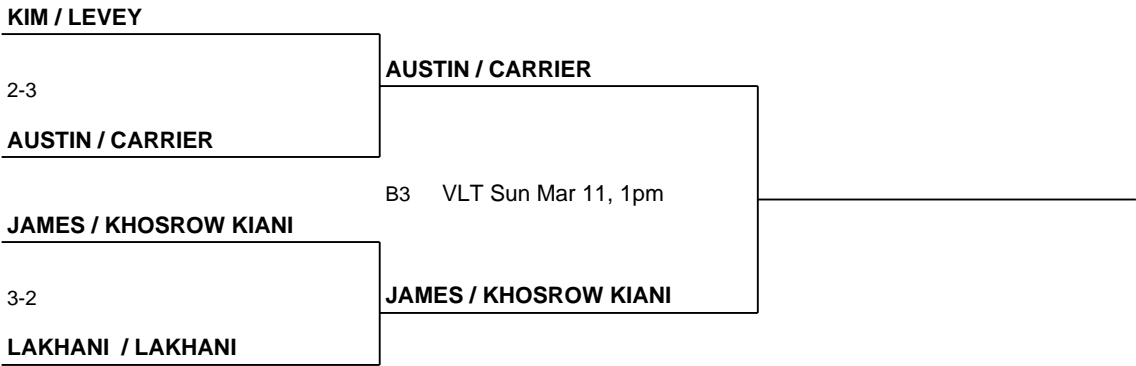 KIM / LEVEY
AUSTIN / CARRIER
2-3
AUSTIN / CARRIER
B3 VLT Sun Mar 11, 1pm
JAMES / KHOSROW KIANI
3-2
JAMES / KHOSROW KIANI
LAKHANI / LAKHANI